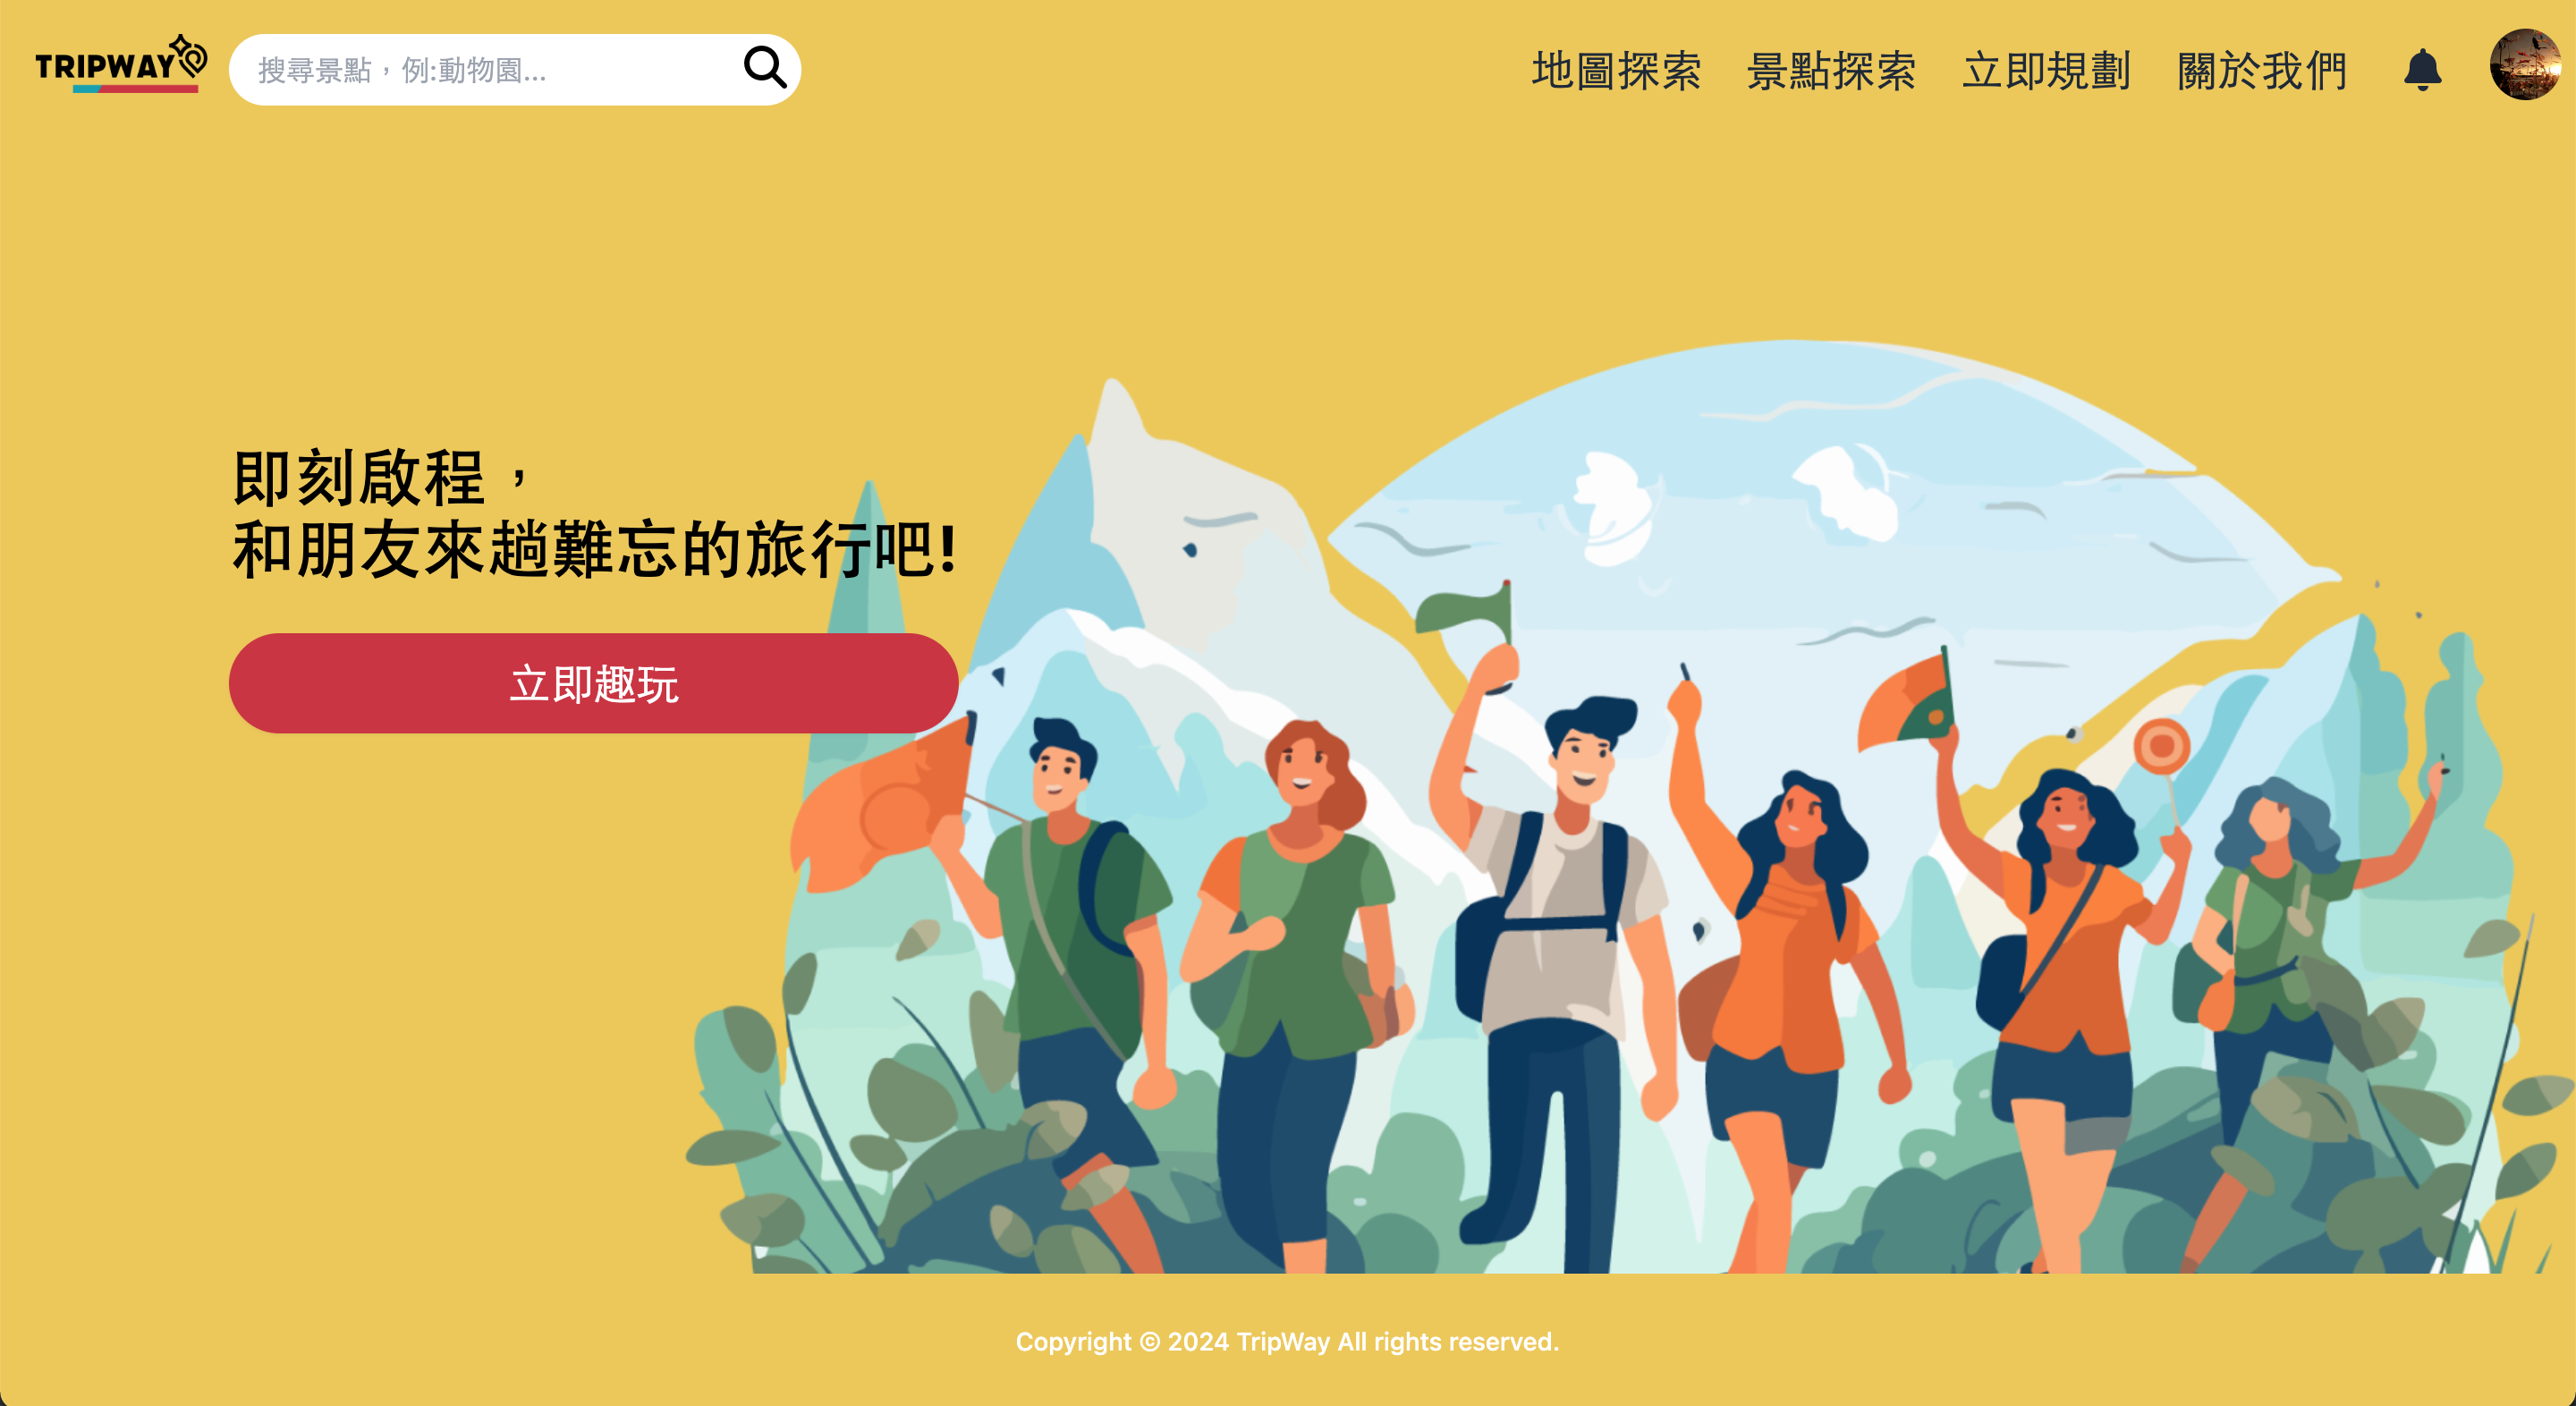 TRIPWAY
搜尋景點，例:動物園...
地圖探索 景點探索 立即規劃 關於我們
即刻啟程，
和朋友來趟難忘的旅行吧!
立即趣玩
Copyright © 2024 TripWay All rights reserved.